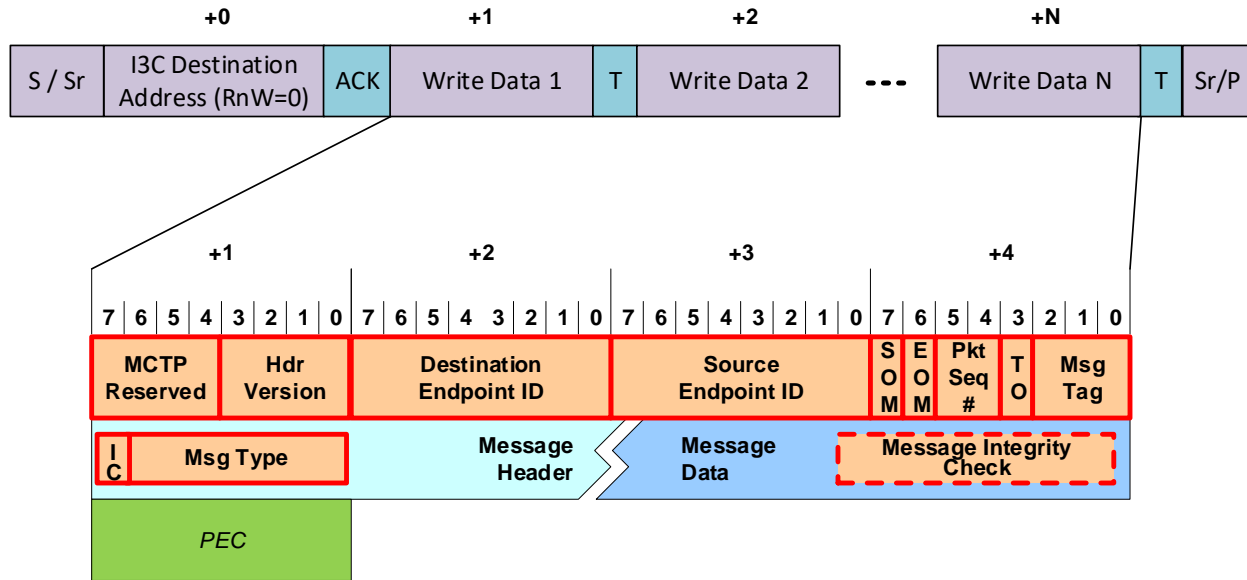 +0 +1 +2 +N
S / Sr
I3C Destination
Address (RnW=0)
ACK
Write Data 1
T
Write Data 2
---
Write Data N
T
Sr/P
+1 +2 +3 +4
7 6 5 4 3 2 1 0 7 6 5 4 3 2 1 0 7 6 5 4 3 2 1 0 7 6 5 4 3 2 1 0
MCTP
Reserved
Hdr
Version
Destination
Endpoint ID
Source
Endpoint ID
S
O
M
E
O
M
Pkt
Seq
#
T
O
Msg
Tag
I
C
Msg Type
Message
Header
Message
Data
Message Integrity
Check
PEC